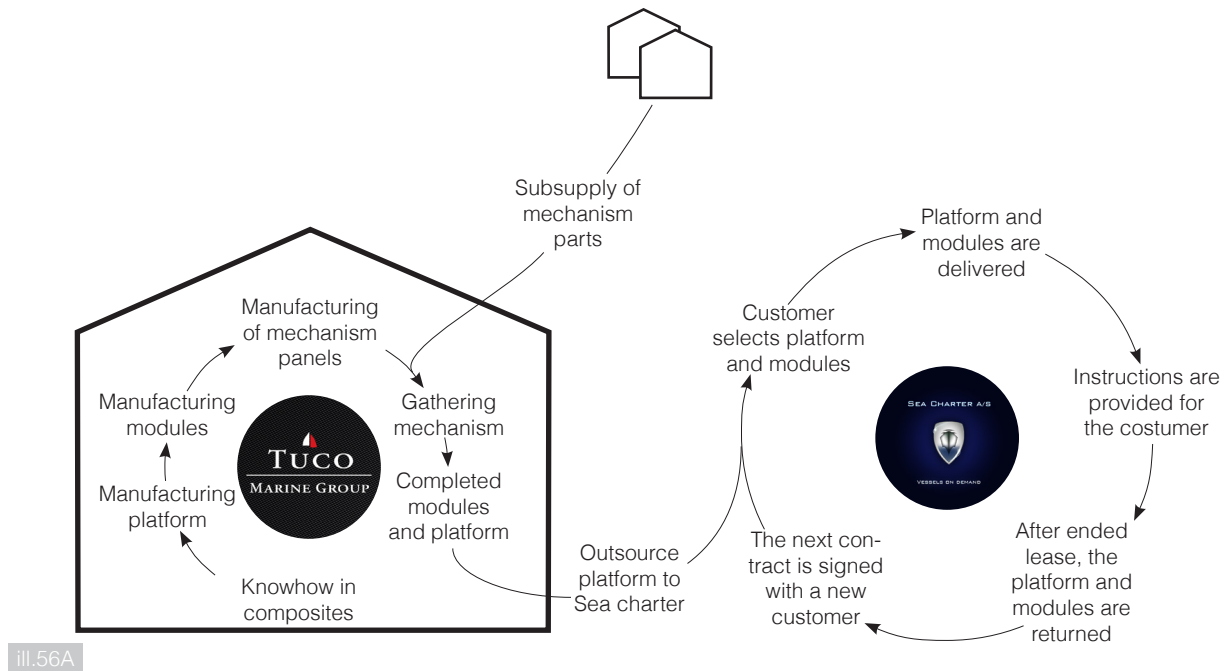 Subsupply of
mechanism
parts
Manufacturing
of mechanism
panels
Manufacturing
modules
Manufacturing
platform
Knowhow in
composites
TUCO
MARINE GROUP
Gathering
mechanism
Completed
modules
and platform
Outsource
platform to
Sea charter
Customer
selects platform
and modules
Platform and
modules are
delivered
Instructions are
provided for
the costumer
SEA CHARTER A/S
VESSELS ON DEMAND
After ended
lease, the
platform and
modules are
returned
The next con-
tract is signed
with a new
customer
ill.56A